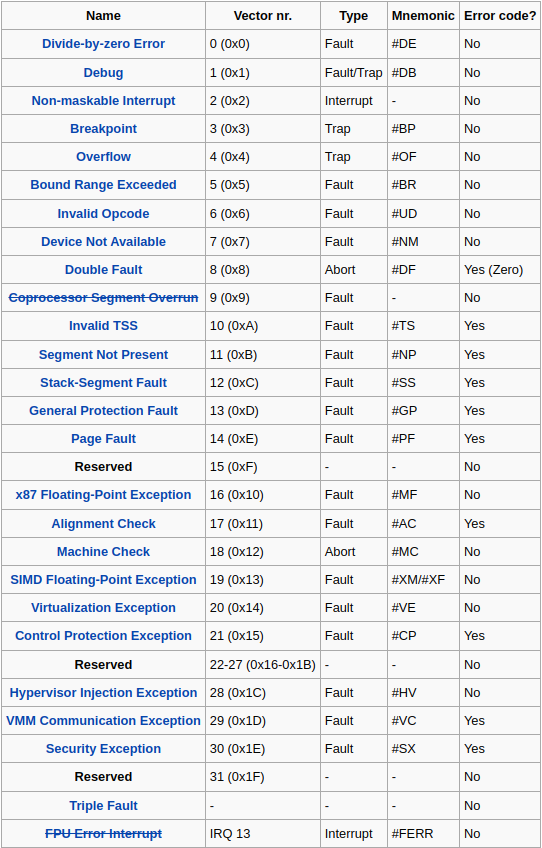 Name Vector nr. Type Mnemonic Error code?
Divide-by-zero Error 0 (0x0) Fault #DE No
Debug 1 (0x1) Fault/Trap #DB No
Non-maskable Interrupt 2 (0x2) Interrupt - No
Breakpoint 3 (0x3) Trap #BP No
Overflow 4 (0x4) Trap #OF No
Bound Range Exceeded 5 (0x5) Fault #BR No
Invalid Opcode 6 (0x6) Fault #UD No
Device Not Available 7 (0x7) Fault #NM No
Double Fault 8 (0x8) Abort #DF Yes (Zero)
Coprocessor Segment Overrun 9 (0x9) Fault - No
Invalid TSS 10 (0xA) Fault #TS Yes
Segment Not Present 11 (0xB) Fault #NP Yes
Stack-Segment Fault 12 (0xC) Fault #SS Yes
General Protection Fault 13 (0xD) Fault #GP Yes
Page Fault 14 (0xE) Fault #PF Yes
Reserved 15 (0xF) - - No
x87 Floating-Point Exception 16 (0x10) Fault #MF No
Alignment Check 17 (0x11) Fault #AC Yes
Machine Check 18 (0x12) Abort #MC No
SIMD Floating-Point Exception 19 (0x13) Fault #XM/#XF No
Virtualization Exception 20 (0x14) Fault #VE No
Control Protection Exception 21 (0x15) Fault #CP Yes
Reserved 22-27 (0x16-0x1B) - - No
Hypervisor Injection Exception 28 (0x1C) Fault #HV No
VMM Communication Exception 29 (0x1D) Fault #VC Yes
Security Exception 30 (0x1E) Fault #SX Yes
Reserved 31 (0x1F) - - No
Triple Fault - - - No
FPU Error Interrupt IRQ 13 Interrupt #FERR No